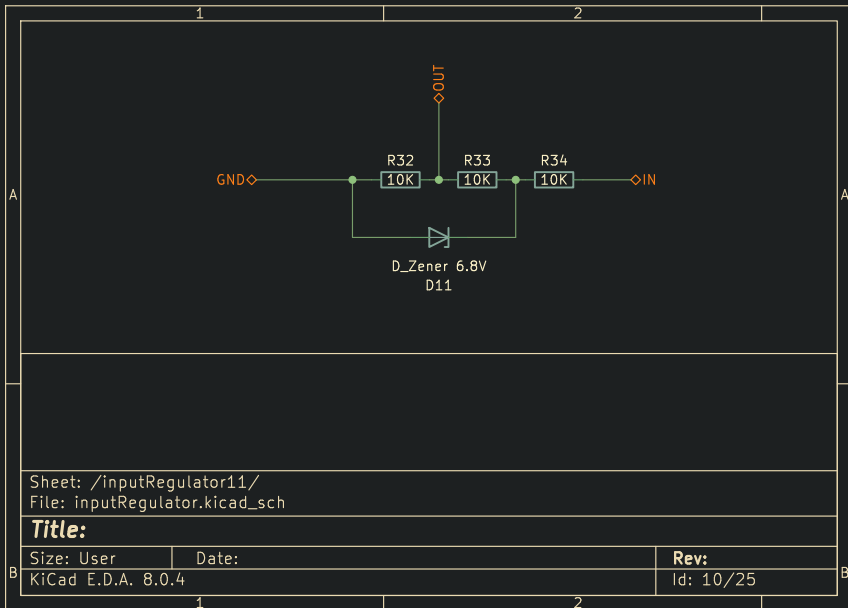 1 2
OUT
R32 R33 R34
GND 10K 10K 10K IN
A A
D_Zener 6.8V
D11
Sheet: /inputRegulator11/
File: inputRegulator.kicad_sch
Title:
Size: User Date: Rev:
B B
KiCad E.D.A. 8.0.4 Id: 10/25
1 2